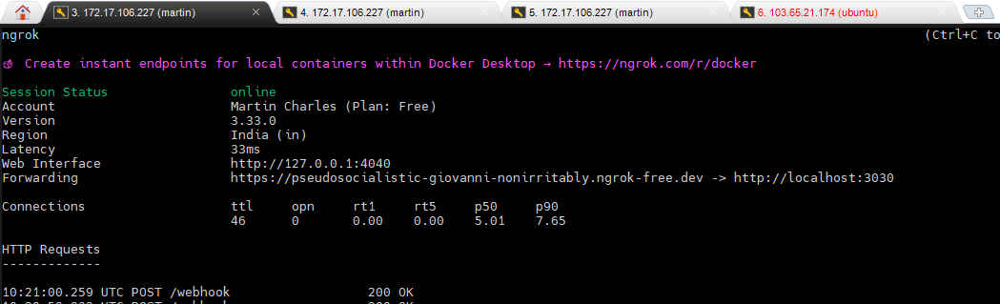 3. 172.17.106.227 (martin)
4. 172.17.106.227 (martin)
5. 172.17.106.227 (martin)
6. 103.65.21.174 (ubuntu)
ngrok (Ctrl+C to
Create instant endpoints for local containers within Docker Desktop → https://ngrok.com/r/docker
Session Status online
Account Martin Charles (Plan: Free)
Version 3.33.0
Region India (in)
Latency 33ms
Web Interface http://127.0.0.1:4040
Forwarding https://pseudosocialistic-giovanni-nonirritably.ngrok-free.dev -> http://localhost:3030
Connections ttl opn rt1 rt5 p50 p90
46 0 0.00 0.00 5.01 7.65
HTTP Requests
-------------
10:21:00.259 UTC POST /webhook 200 OK